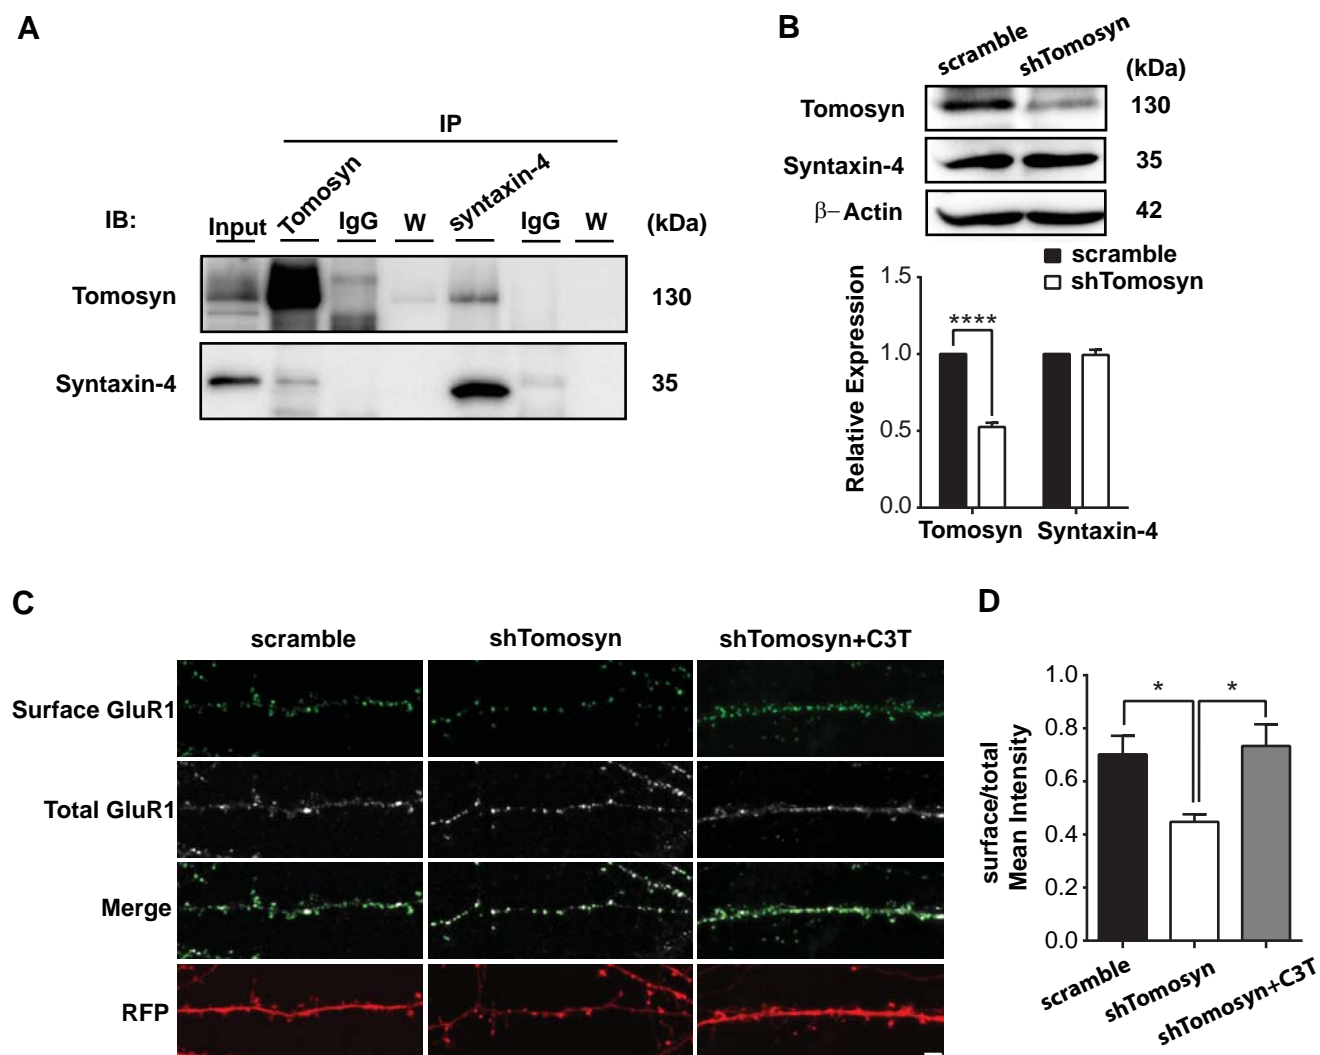 A
IP
IB:
Input
Tomosyn
IgG
W
syntaxin-4
IgG
W
(kDa)
Tomosyn
130
Syntaxin-4
35
B
scramble
shTomosyn
(kDa)
Tomosyn
130
Syntaxin-4
35
β−Actin
42
scramble
shTomosyn
Relative Expression
1.5
1.0
0.5
0.0
****
Tomosyn
Syntaxin-4
C
scramble
shTomosyn
shTomosyn+C3T
Surface GluR1
Total GluR1
Merge
RFP
D
surface/total
Mean Intensity
1.0
0.8
0.6
0.4
0.2
0.0
*
*
scramble
shTomosyn
shTomosyn+C3T